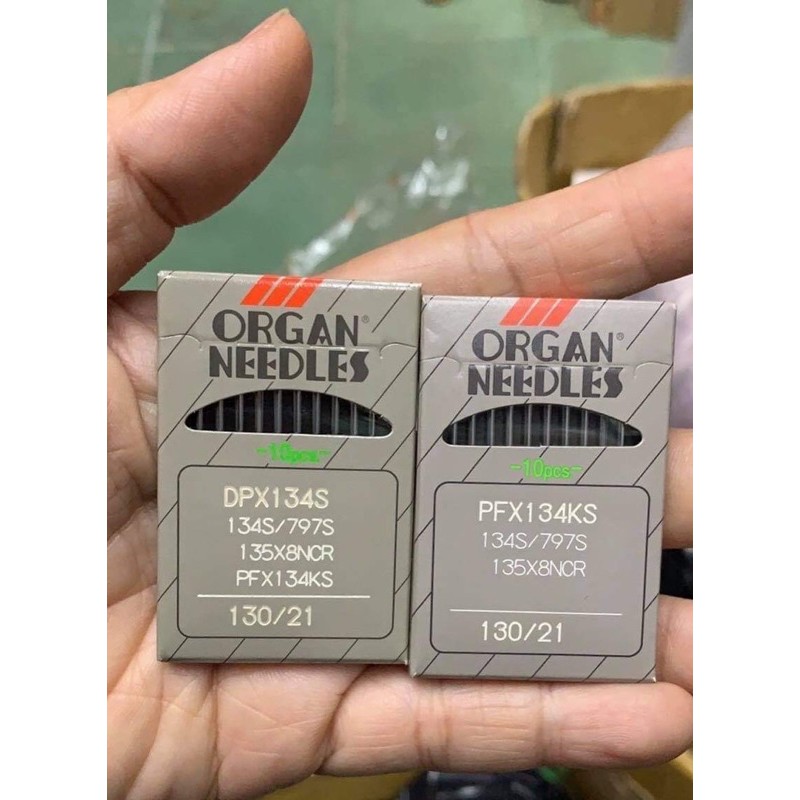 ORGAN®
NEEDLES
-10pcs-
DPX134S
134S/797S
135X8NCR
PFX134KS
130/21
ORGAN®
NEEDLES
-10pcs-
PFX134KS
134S/797S
135X8NCR
130/21